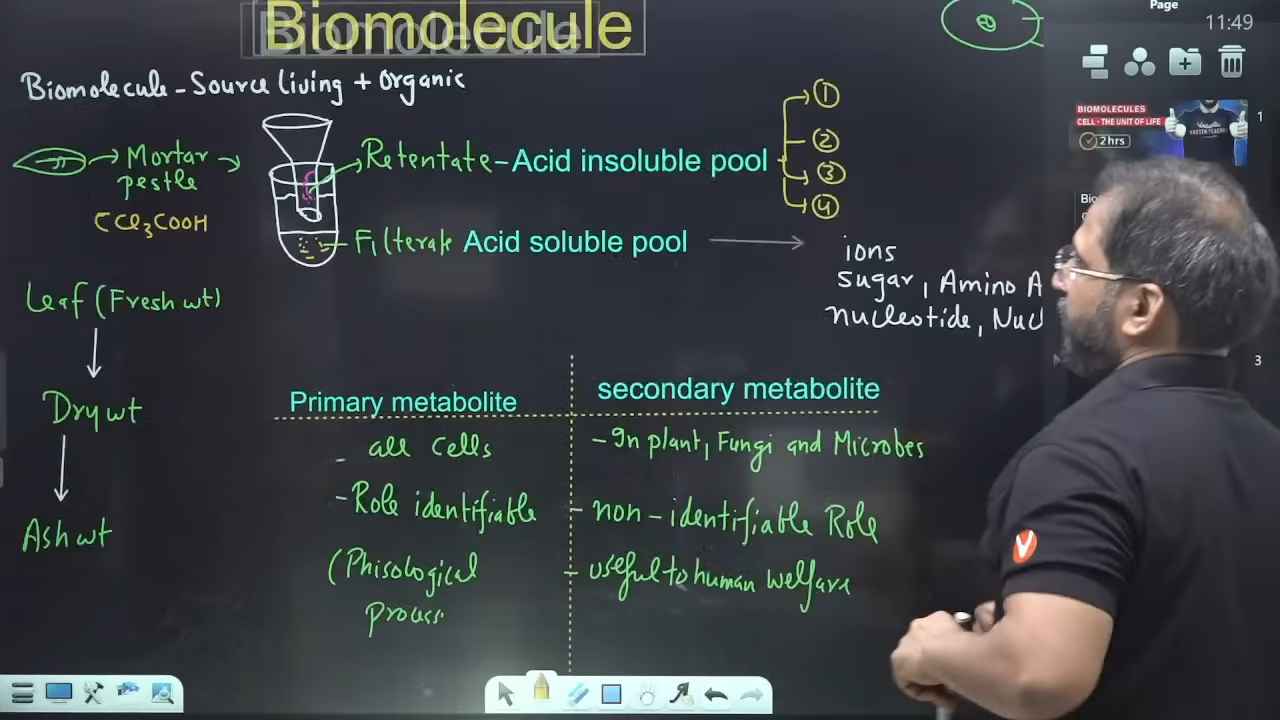 Biomolecule
Page
11:49
Biomolecule - Source living + Organic
Mortar
pestle
CCl₃COOH
Retentate - Acid insoluble pool
1
2
3
4
Filterate Acid soluble pool
ions
sugar, Amino A
nucleotide, Nuc
Leaf (Fresh wt)
Dry wt
Ash wt
Primary metabolite
all cells
- Role identifiable
(Phisological
process
secondary metabolite
- In plant, Fungi and Microbes
- non-identifiable Role
- useful to human welfare
BIOMOLECULES
CELL - THE UNIT OF LIFE
2hrs
1
3
V